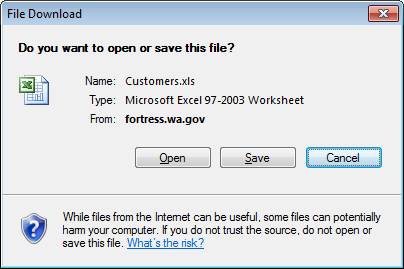 File Download
Do you want to open or save this file?
Name: Customers.xls
Type: Microsoft Excel 97-2003 Worksheet
From: fortress.wa.gov
Open Save Cancel
While files from the Internet can be useful, some files can potentially
harm your computer. If you do not trust the source, do not open or
save this file. What's the risk?